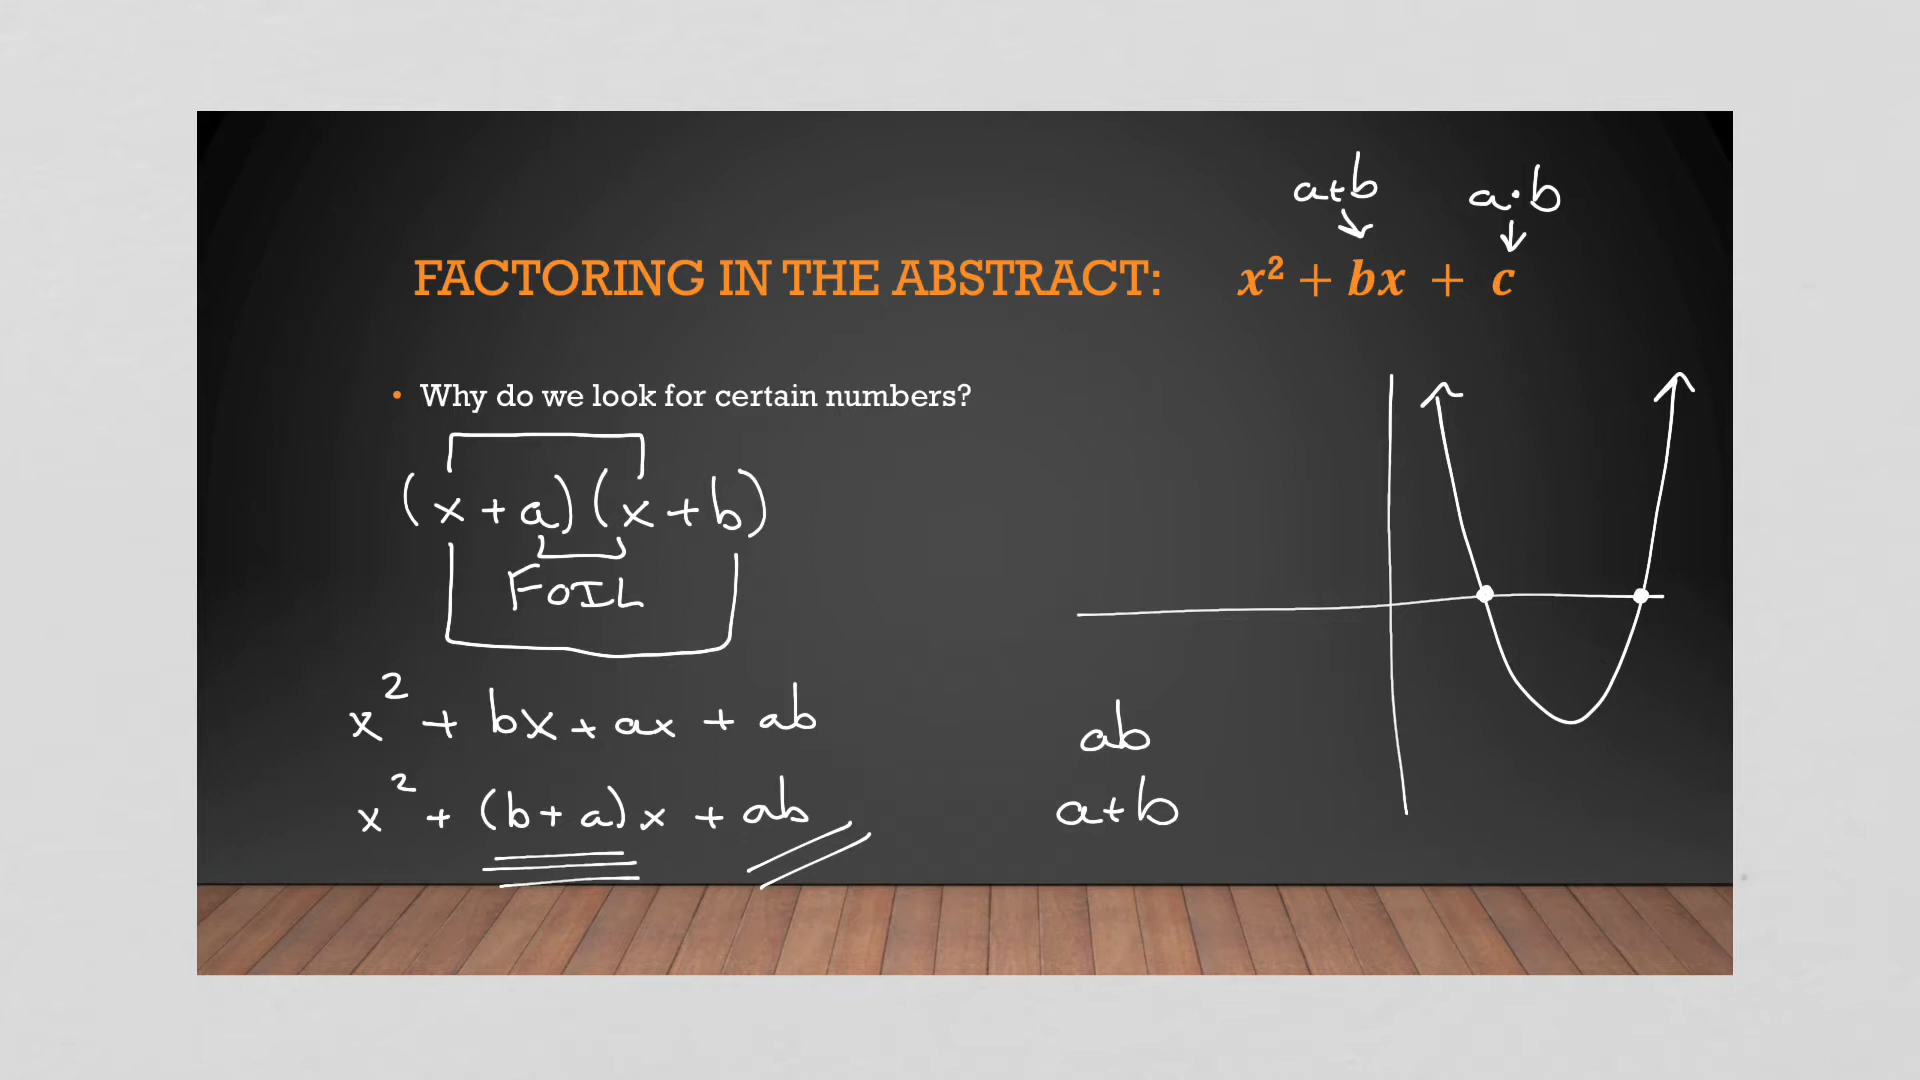 a+b a·b
FACTORING IN THE ABSTRACT: x² + bx + c
• Why do we look for certain numbers?
(x+a)(x+b)
FOIL
x² + bx + ax + ab
x² + (b+a)x + ab
ab
a+b